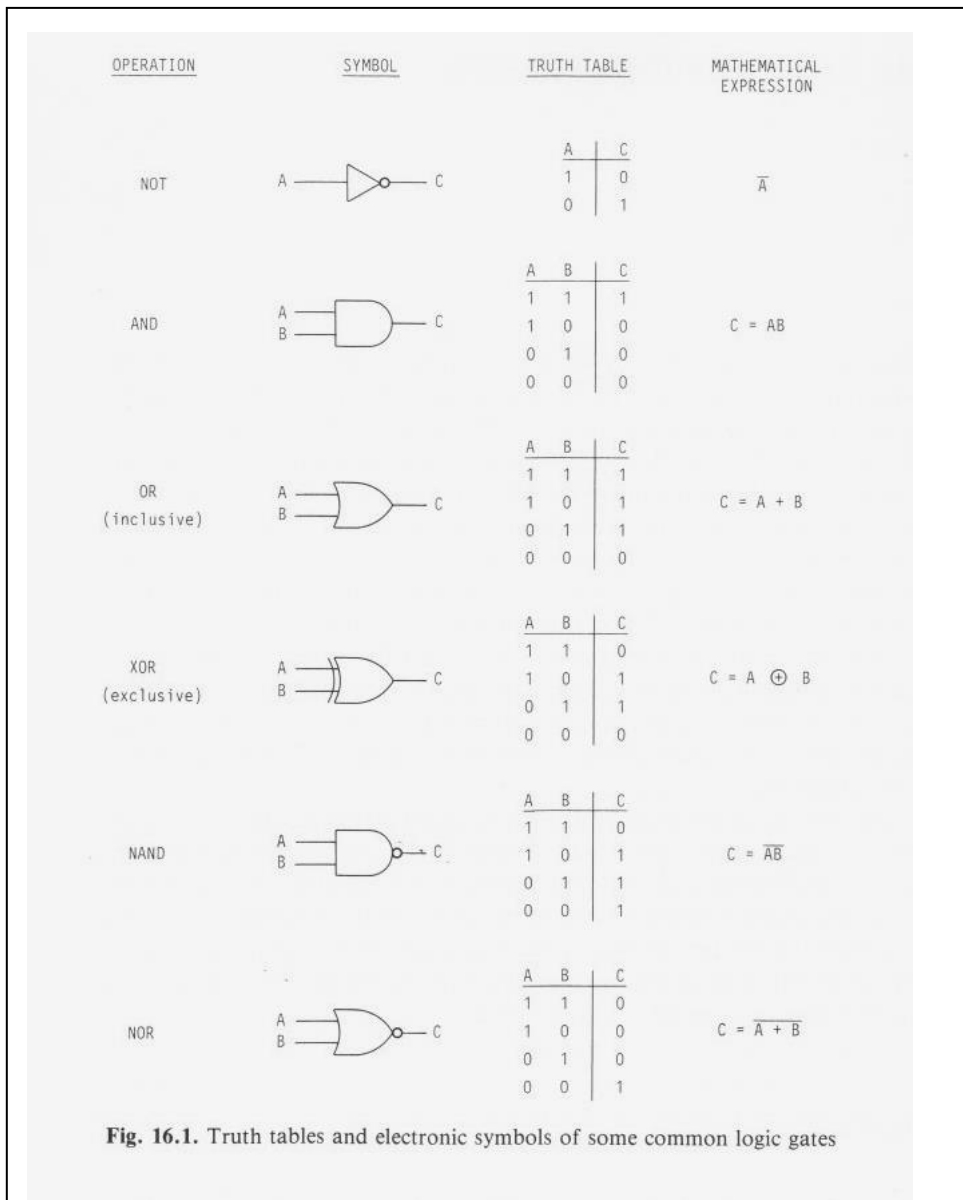 OPERATION SYMBOL TRUTH TABLE MATHEMATICAL
EXPRESSION
A C
NOT A C 1 0 A̅
0 1
A B C
1 1 1
AND A B C 1 0 0 C = AB
0 1 0
0 0 0
A B C
1 1 1
OR A B C 1 0 1 C = A + B
(inclusive) 0 1 1
0 0 0
A B C
1 1 0
XOR A B C 1 0 1 C = A ⊕ B
(exclusive) 0 1 1
0 0 0
A B C
1 1 0
NAND A B C 1 0 1 C = A̅B̅
0 1 1
0 0 1
A B C
1 1 0
NOR A B C 1 0 0 C = A̅ ̅+̅ ̅B̅
0 1 0
0 0 1
Fig. 16.1. Truth tables and electronic symbols of some common logic gates